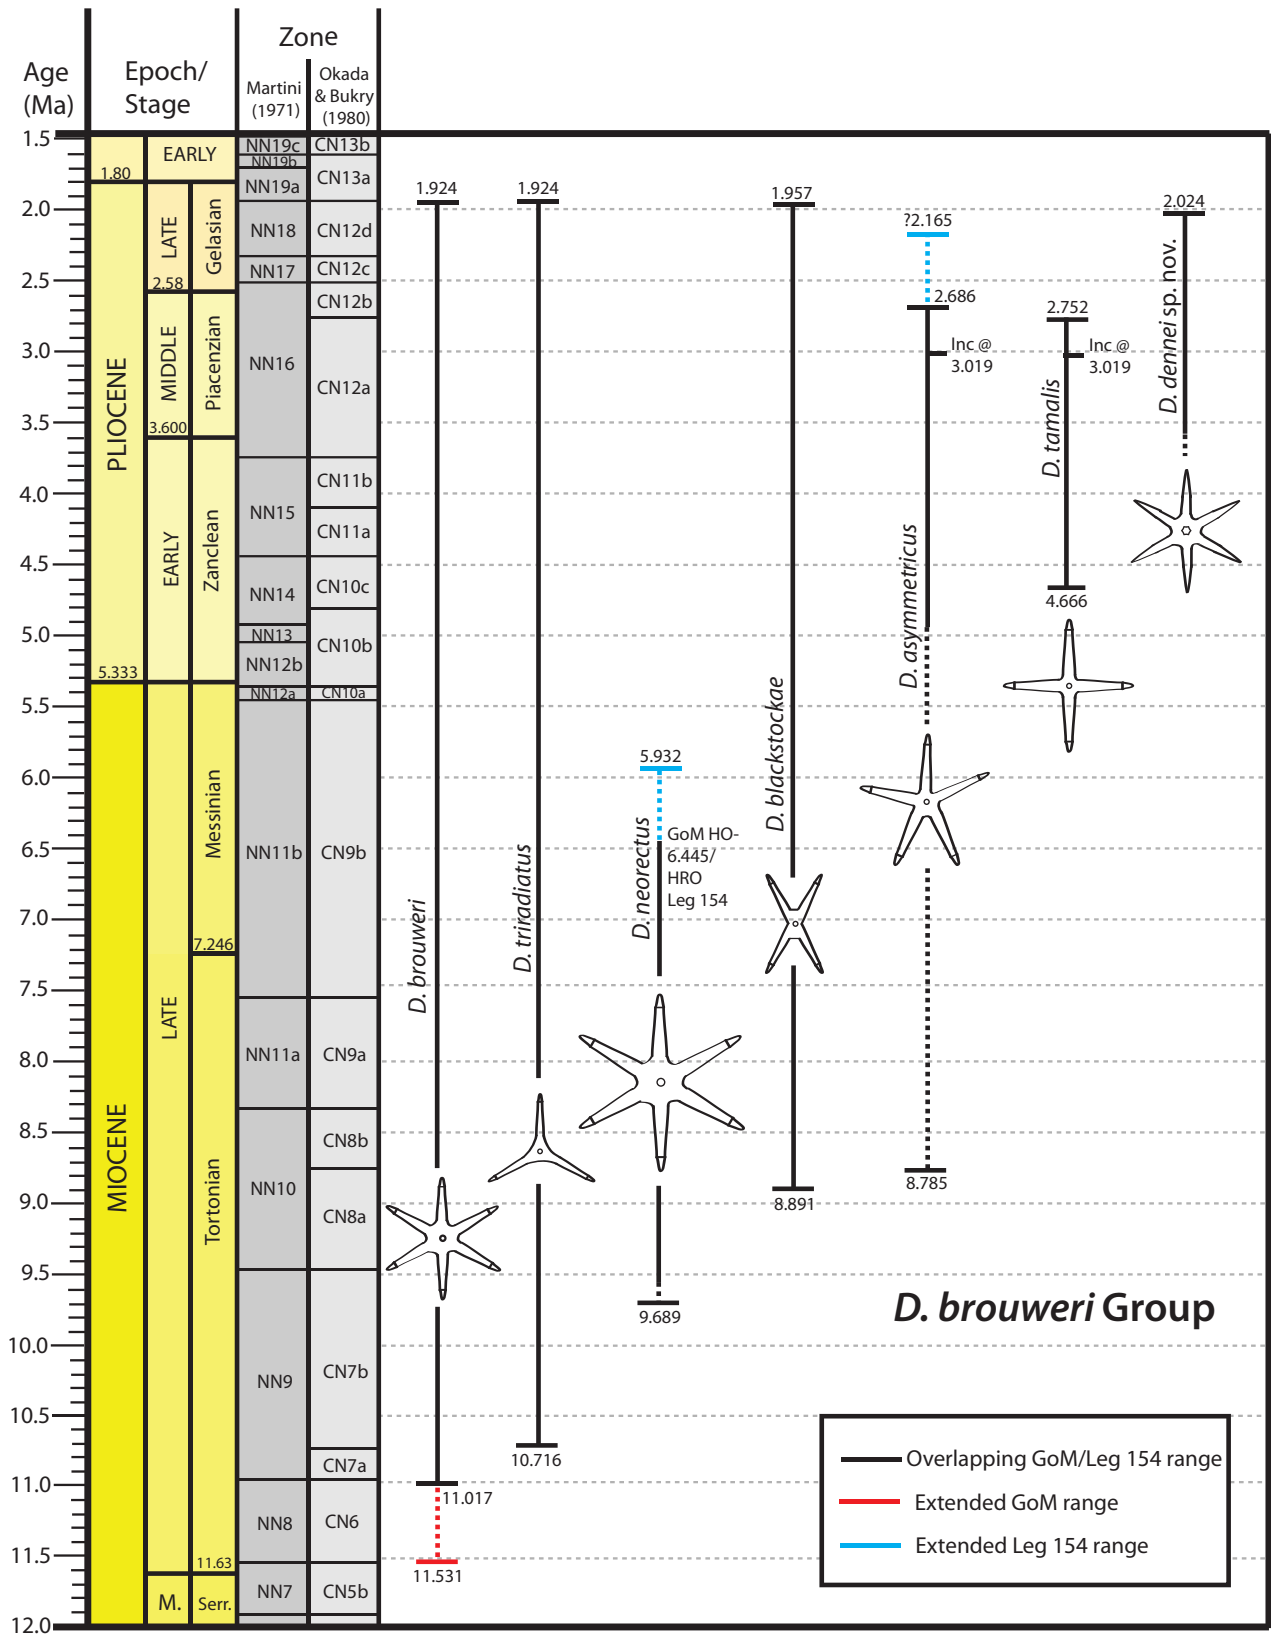 Age
(Ma)
Epoch/
Stage
Zone
Martini
(1971)
Okada
& Bukry
(1980)
1.5
2.0
2.5
3.0
3.5
4.0
4.5
5.0
5.5
6.0
6.5
7.0
7.5
8.0
8.5
9.0
9.5
10.0
10.5
11.0
11.5
12.0
PLIOCENE
MIOCENE
1.80
5.333
EARLY
LATE
2.58
MIDDLE
3.600
EARLY
LATE
M.
Gelasian
Piacenzian
Zanclean
Messinian
7.246
Tortonian
11.63
Serr.
NN19c
NN19b
NN19a
NN18
NN17
NN16
NN15
NN14
NN13
NN12b
NN12a
NN11b
NN11a
NN10
NN9
NN8
NN7
CN13b
CN13a
CN12d
CN12c
CN12b
CN12a
CN11b
CN11a
CN10c
CN10b
CN10a
CN9b
CN9a
CN8b
CN8a
CN7b
CN7a
CN6
CN5b
1.924
D. brouweri
11.017
11.531
1.924
D. triradiatus
10.716
5.932
D. neorectus
GoM HO-
6.445/
HRO
Leg 154
9.689
1.957
D. blackstockae
8.891
?2.165
2.686
Inc @
3.019
D. asymmetricus
8.785
2.752
Inc @
3.019
D. tamalis
4.666
2.024
D. dennei sp. nov.
D. brouweri Group
Overlapping GoM/Leg 154 range
Extended GoM range
Extended Leg 154 range